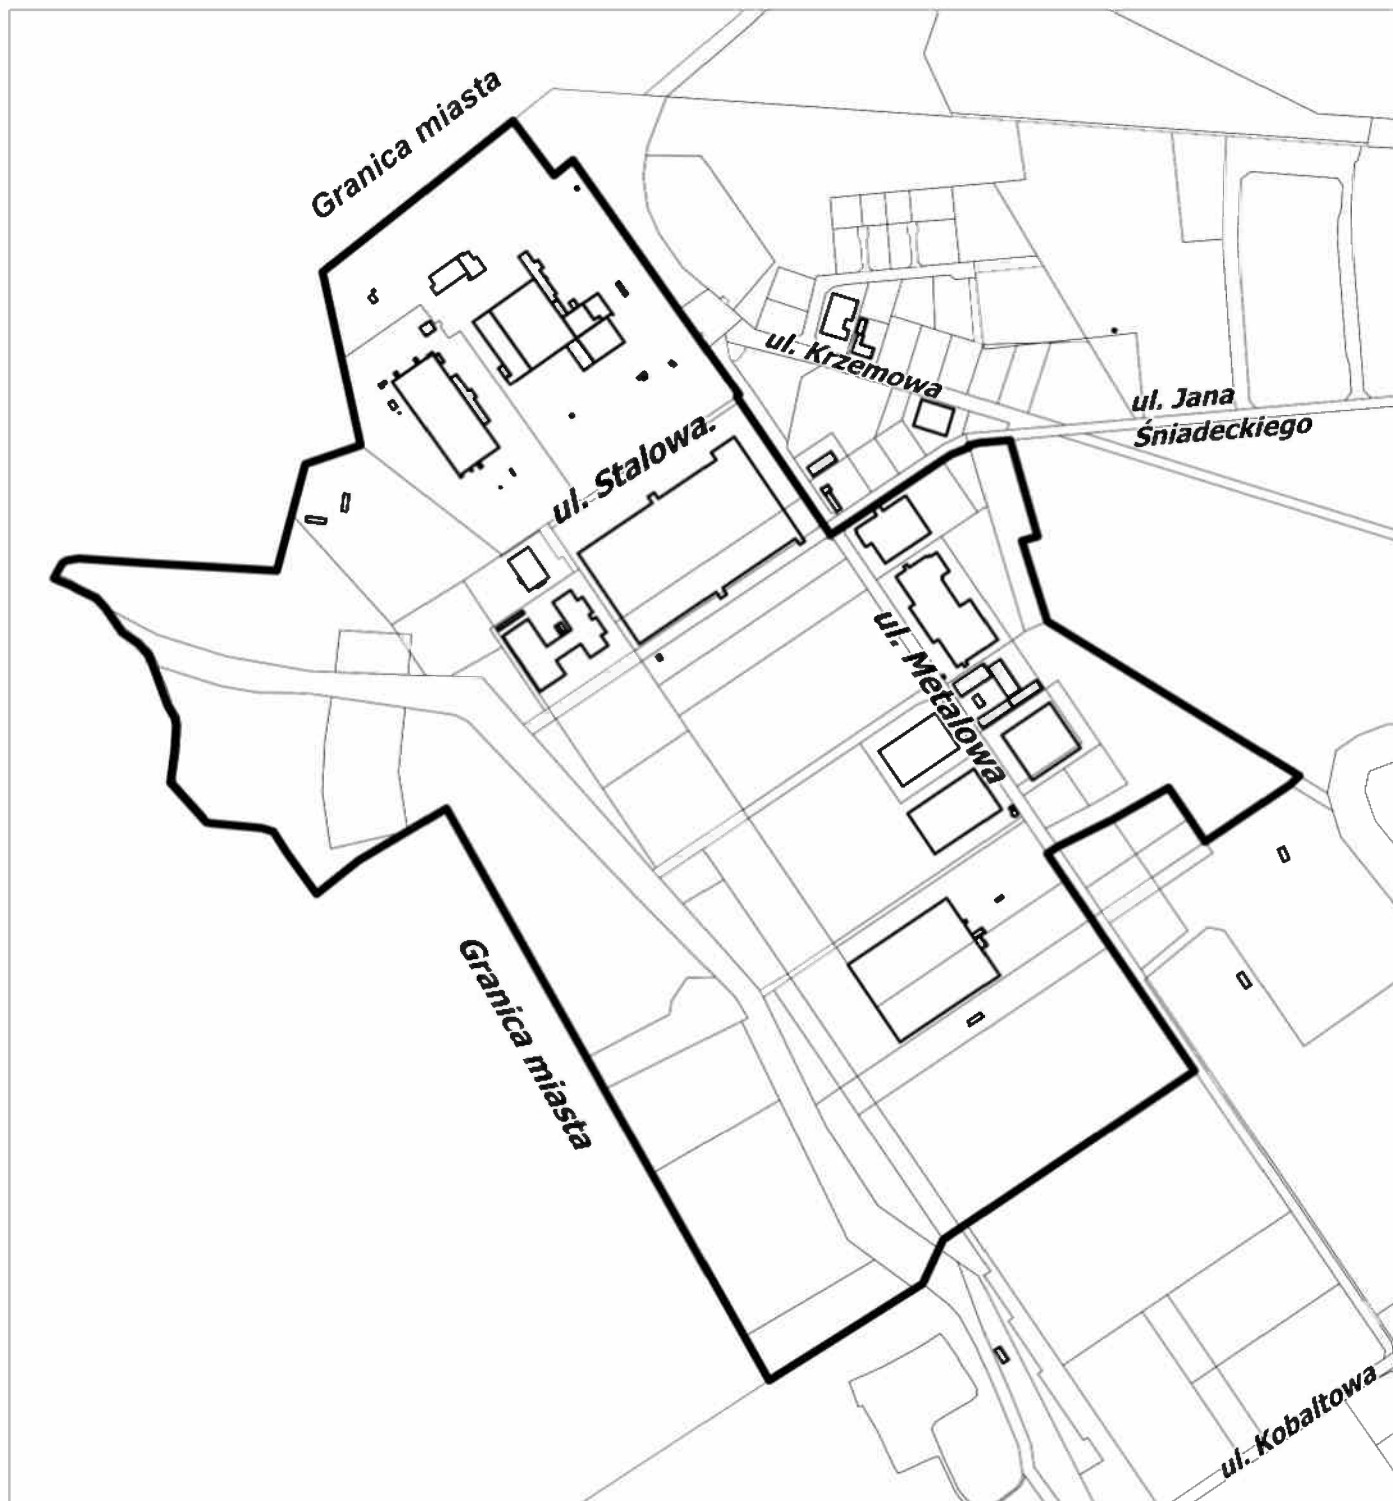 Granica miasta
ul. Krzemowa
ul. Jana
Śniadeckiego
ul. Stalowa.
ul. Metalowa
Granica miasta
ul. Kobaltowa